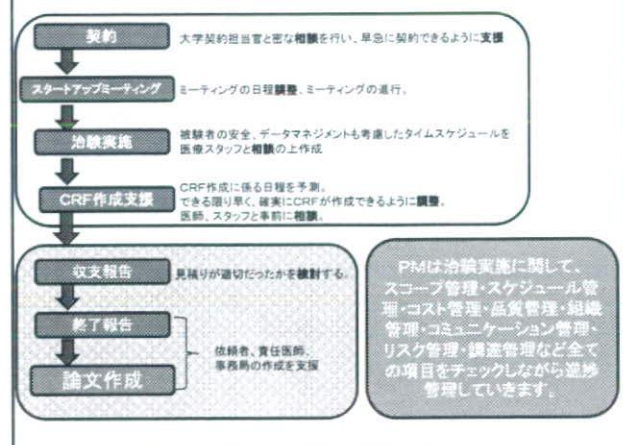 契約
大学契約担当官と密な相談を行い、早急に契約できるように支援
スタートアップミーティング
ミーティングの日程調整、ミーティングの進行。
治験実施
被験者の安全、データマネジメントも考慮したタイムスケジュールを
医療スタッフと相談の上作成
CRF作成支援
CRF作成に係る日程を予測。
できる限り早く、確実にCRFが作成できるように調整。
医師、スタッフと事前に相談。
収支報告
見積りが適切だったかを検討する。
終了報告
依頼者、責任医師、
事務局の作成を支援
論文作成
PMは治験実施に関して、
スコープ管理・スケジュール管
理・コスト管理・品質管理・組織
管理・コミュニケーション管理・
リスク管理・調達管理など全て
の項目をチェックしながら進捗
管理していきます。